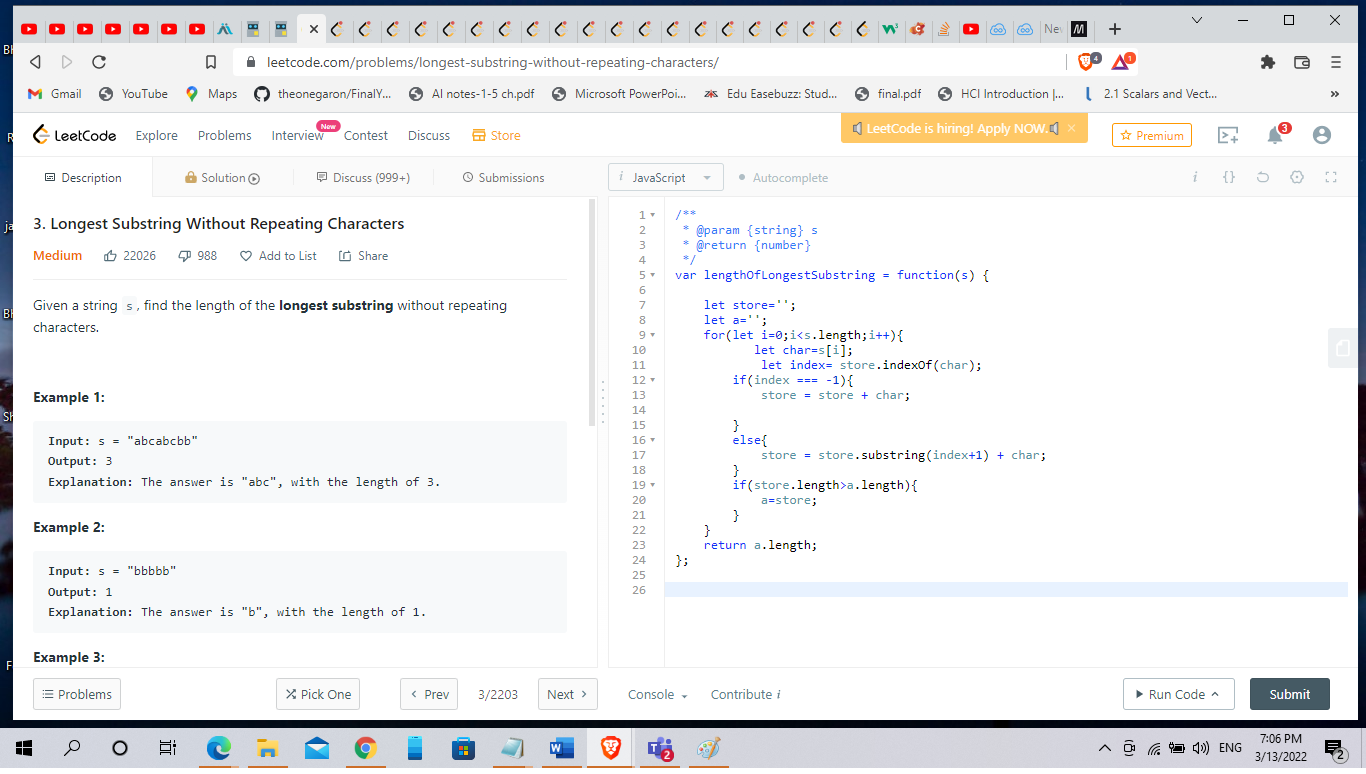 Ne
leetcode.com/problems/longest-substring-without-repeating-characters/
4
1
Gmail YouTube Maps theonegaron/FinalY... AI notes-1-5 ch.pdf Microsoft PowerPoi... Edu Easebuzz: Stud... final.pdf HCI Introduction |... 2.1 Scalars and Vect... »
LeetCode Explore Problems Interview New Contest Discuss Store
LeetCode is hiring! Apply NOW. ×
Premium
3
Description Solution Discuss (999+) Submissions
i JavaScript Autocomplete
i {}
3. Longest Substring Without Repeating Characters
Medium 22026 988 Add to List Share
Given a string s, find the length of the longest substring without repeating
characters.
Example 1:
Input: s = "abcabcbb"
Output: 3
Explanation: The answer is "abc", with the length of 3.
Example 2:
Input: s = "bbbbb"
Output: 1
Explanation: The answer is "b", with the length of 1.
Example 3:
1 /**
2 * @param {string} s
3 * @return {number}
4 */
5 var lengthOfLongestSubstring = function(s) {
6
7 let store='';
8 let a='';
9 for(let i=0;i<s.length;i++){
10 let char=s[i];
11 let index= store.indexOf(char);
12 if(index === -1){
13 store = store + char;
14
15 }
16 else{
17 store = store.substring(index+1) + char;
18 }
19 if(store.length>a.length){
20 a=store;
21 }
22 }
23 return a.length;
24 };
25
26
Problems Pick One < Prev 3/2203 Next > Console Contribute i Run Code Submit
2
ENG
7:06 PM
3/13/2022
2